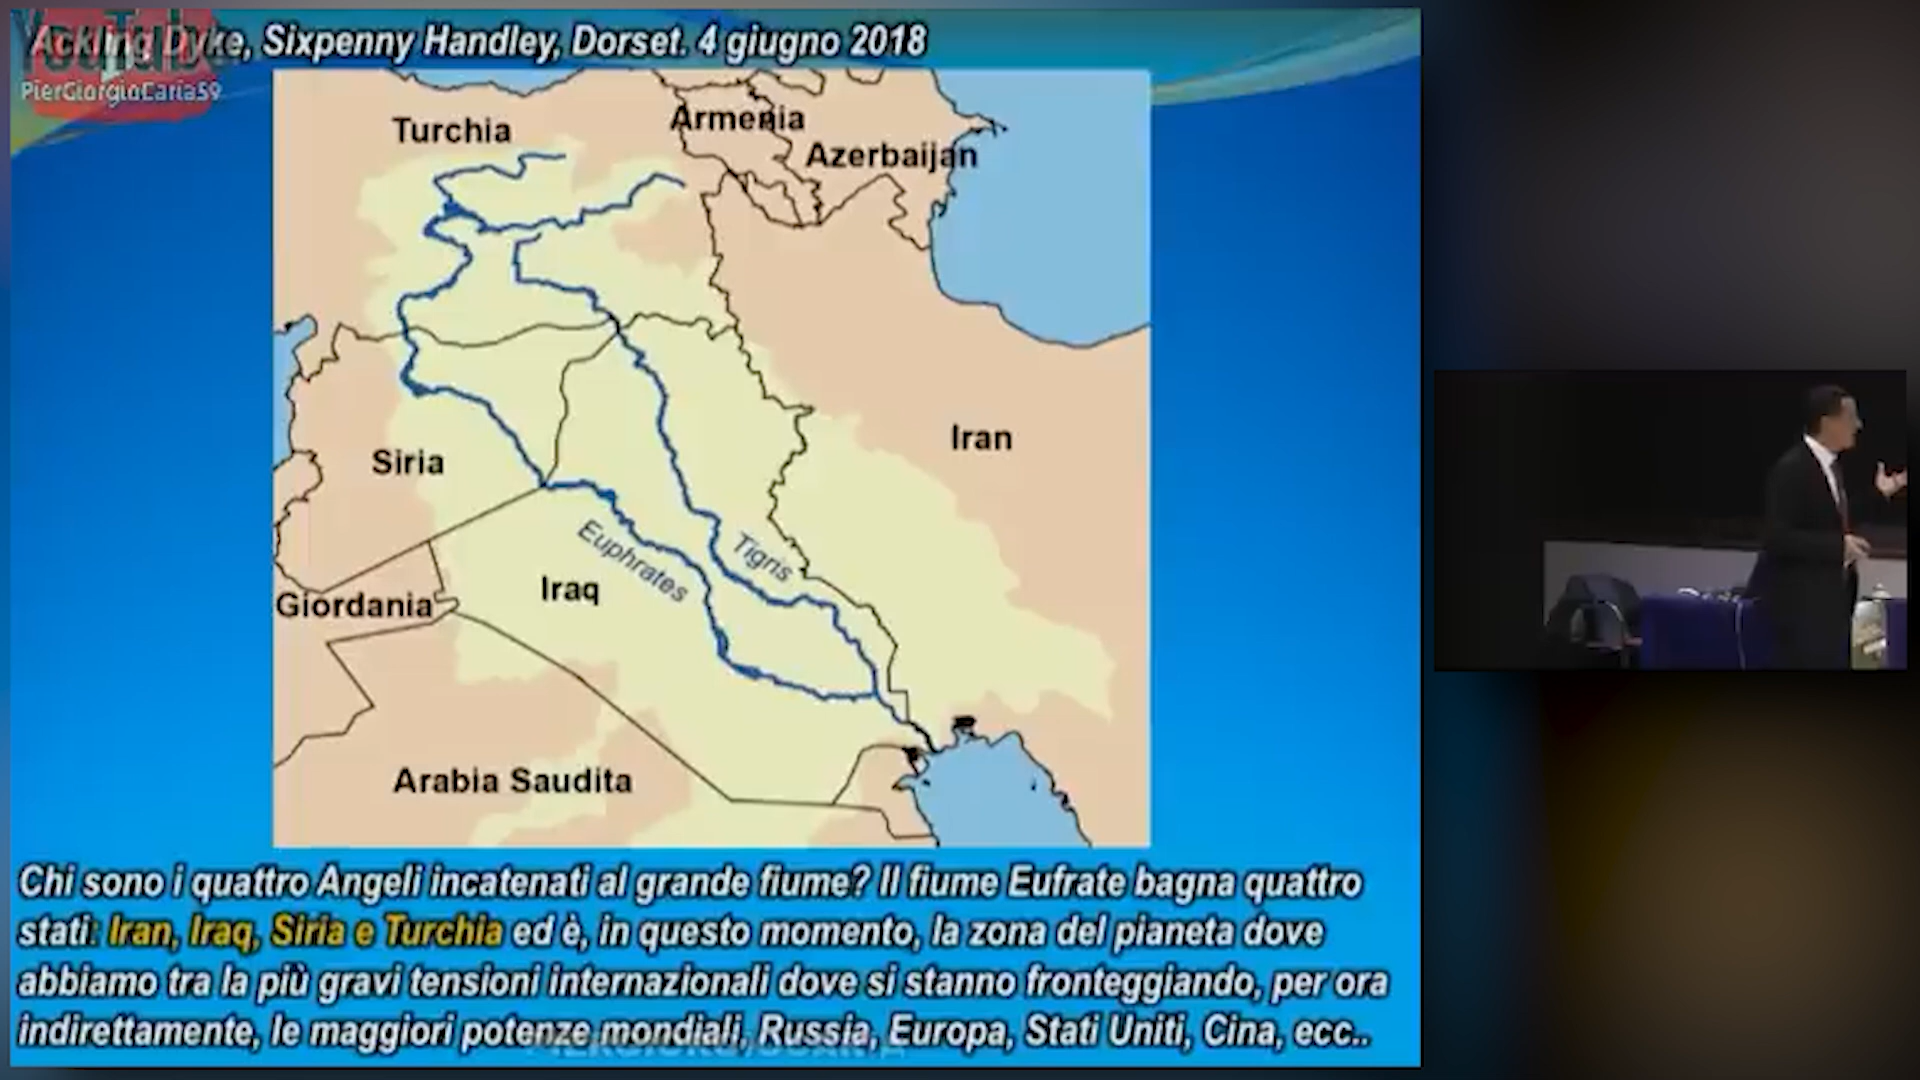 Ackling Dyke, Sixpenny Handley, Dorset. 4 giugno 2018
YouTube
PierGiorgioCaria59
Turchia
Armenia
Azerbaijan
Iran
Siria
Euphrates
Tigris
Iraq
Giordania
Arabia Saudita
Chi sono i quattro Angeli incatenati al grande fiume? Il fiume Eufrate bagna quattro
stati: Iran, Iraq, Siria e Turchia ed è, in questo momento, la zona del pianeta dove
abbiamo tra la più gravi tensioni internazionali dove si stanno fronteggiando, per ora
indirettamente, le maggiori potenze mondiali, Russia, Europa, Stati Uniti, Cina, ecc..